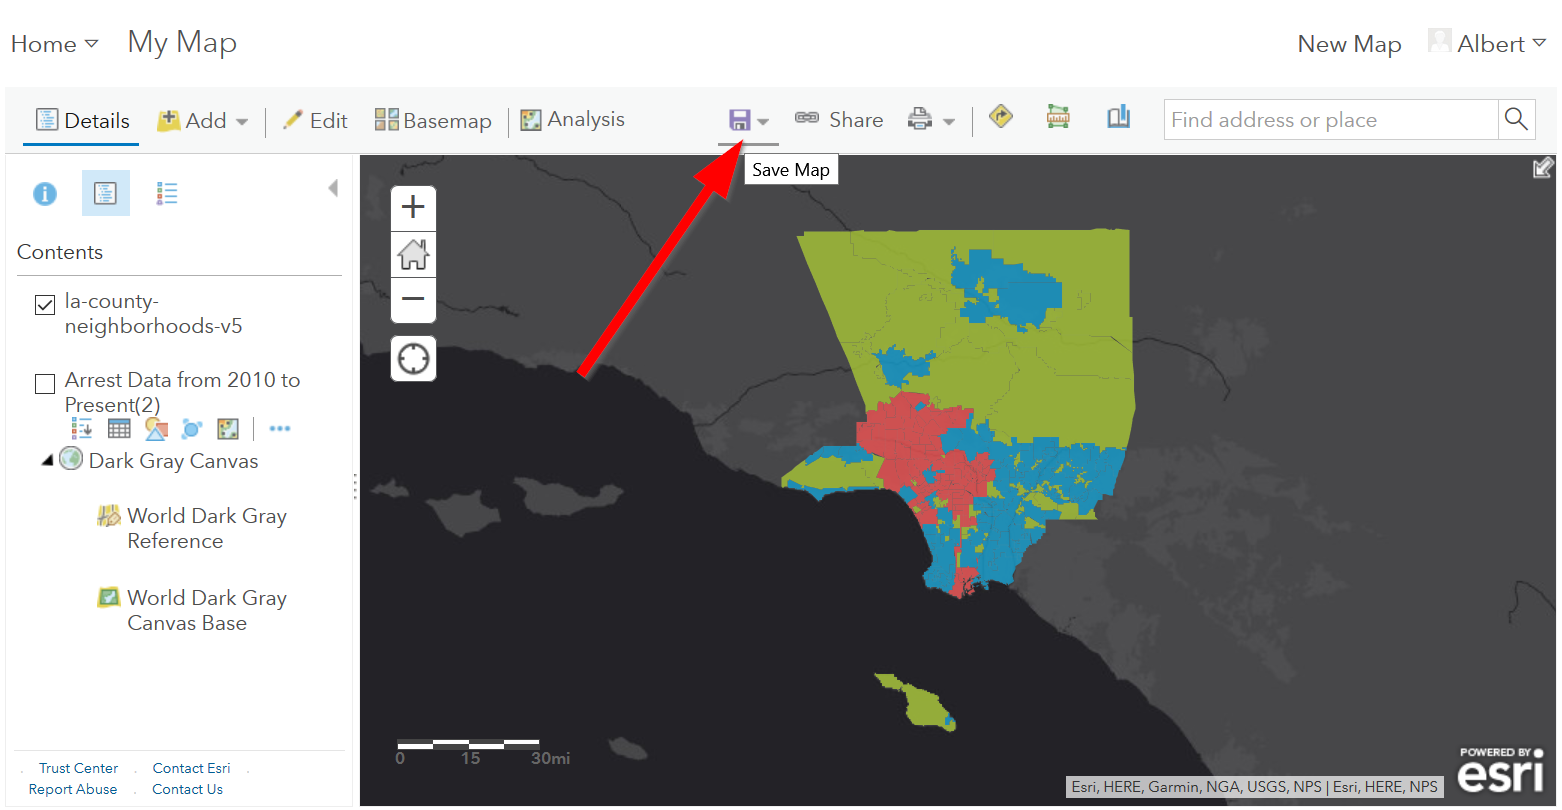 Home My Map New Map Albert
Details Add Edit Basemap Analysis Share Find address or place
Save Map
Contents
la-county-
neighborhoods-v5
Arrest Data from 2010 to
Present(2)
Dark Gray Canvas
World Dark Gray
Reference
World Dark Gray
Canvas Base
Trust Center Contact Esri
Report Abuse Contact Us
0 15 30mi
POWERED BY
esri
Esri, HERE, Garmin, NGA, USGS, NPS | Esri, HERE, NPS